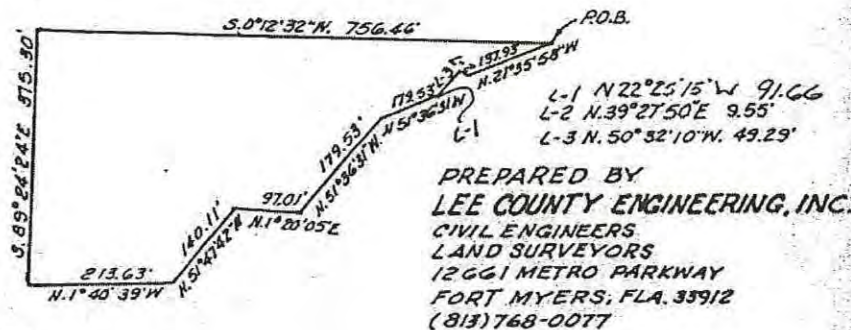 S.0°12'32"W. 756.46'
P.O.B.
S.89°24'24"E 375.30'
197.93'
N.21°35'58"W
L-3
L-2
179.53'
N 51°36'31"W
L-1
179.53'
N.51°36'31"W.
97.01'
N.1°20'05"E
140.11'
N.51°47'42"W
213.63'
N.1°40'39"W
L-1 N 22°25'15"W 91.66
L-2 N.39°27'50"E 9.55'
L-3 N.50°32'10"W. 49.29'
PREPARED BY
LEE COUNTY ENGINEERING, INC.
CIVIL ENGINEERS
LAND SURVEYORS
12661 METRO PARKWAY
FORT MYERS, FLA. 33912
(813) 768-0077